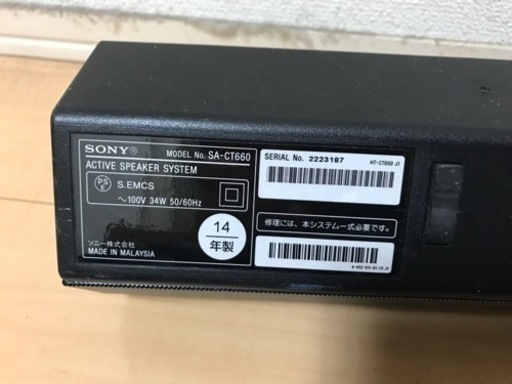 SONY®
MODEL No. SA-CT660
ACTIVE SPEAKER SYSTEM
PSE
S.EMCS
～100V 34W 50/60Hz
14
年製
ソニー株式会社
MADE IN MALAYSIA
SERIAL No. 2223187
HT-CT660 J1
修理には、本システム一式必要です。